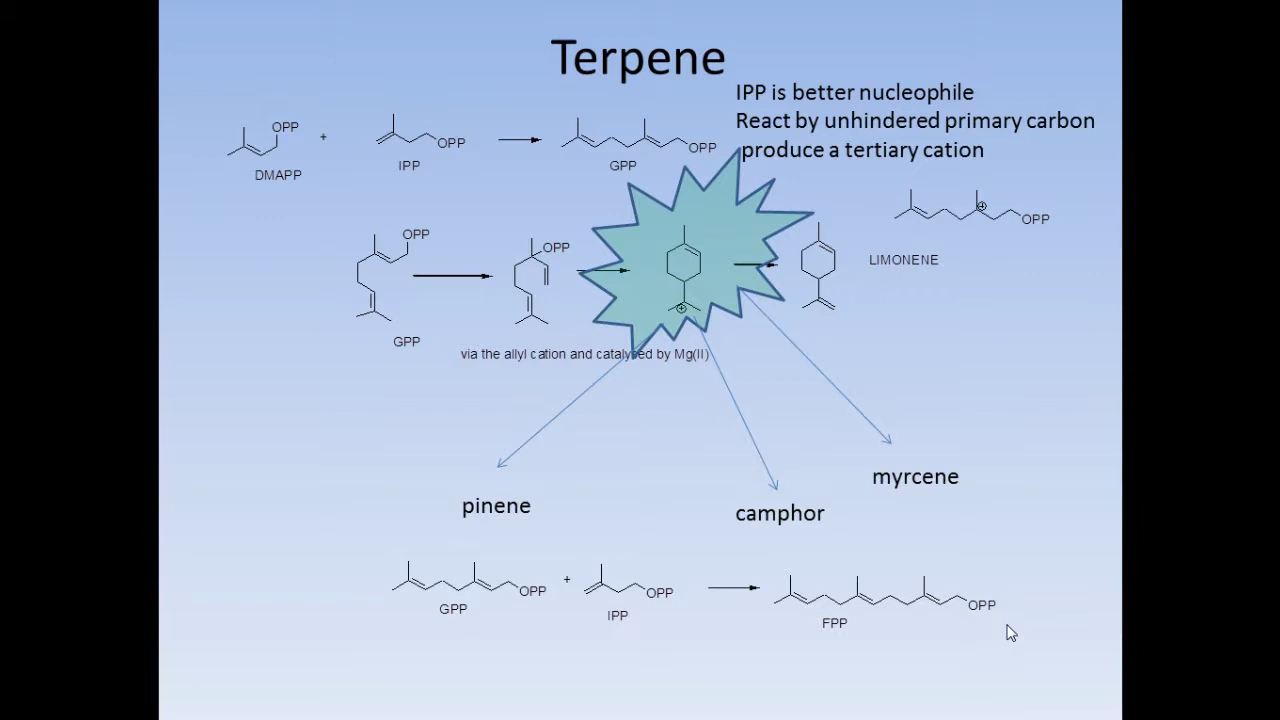 Terpene
IPP is better nucleophile
React by unhindered primary carbon
produce a tertiary cation
OPP
+
OPP
OPP
DMAPP
IPP
GPP
OPP
OPP
OPP
LIMONENE
GPP
via the allyl cation and catalysed by Mg(II)
pinene
camphor
myrcene
OPP
+
OPP
OPP
GPP
IPP
FPP